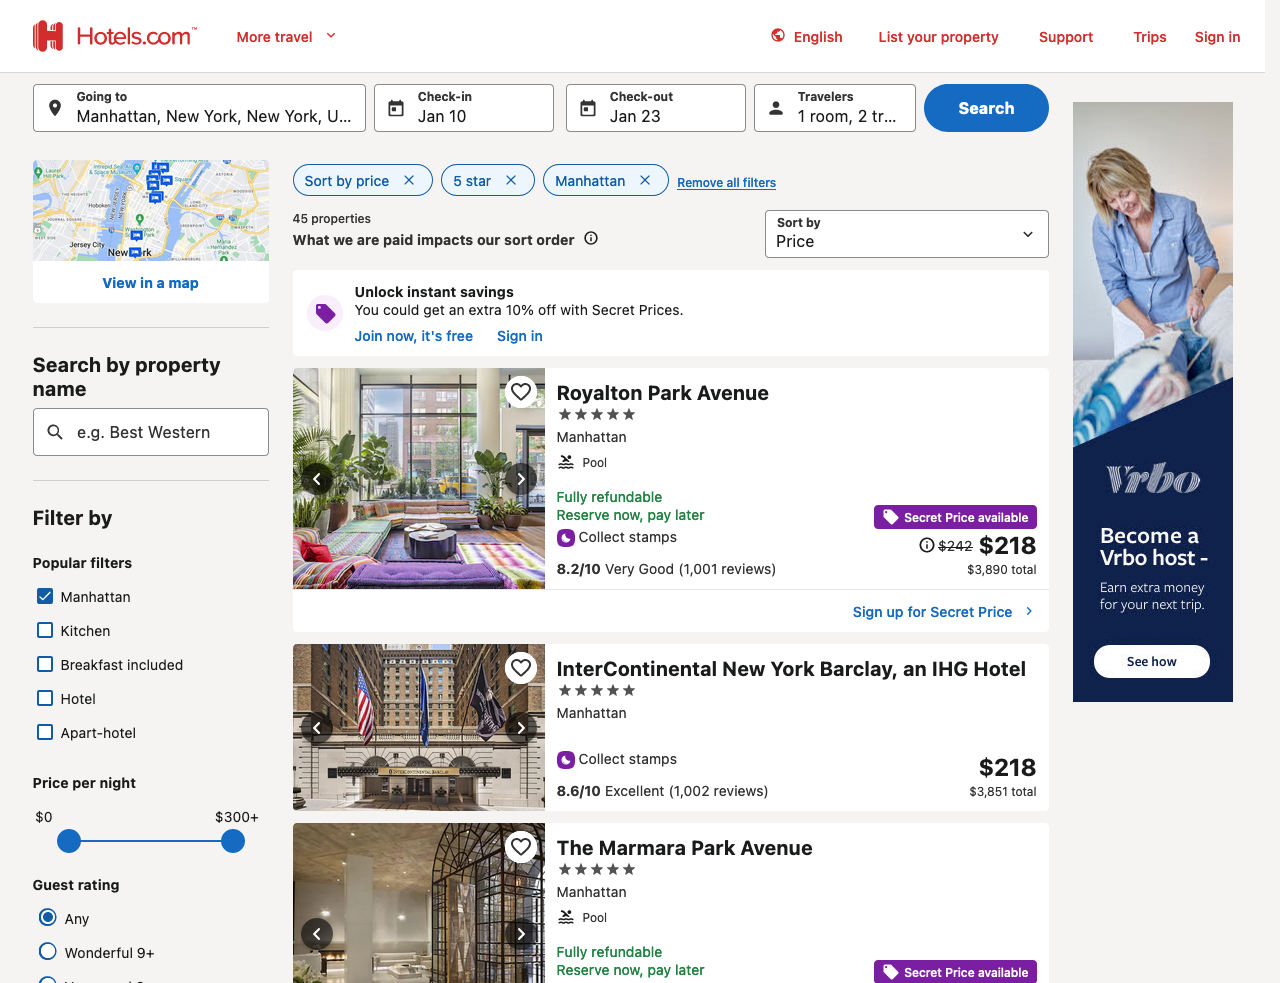 Hotels.com™
More travel
English
List your property
Support
Trips
Sign in
Going to
Manhattan, New York, New York, U...
Check-in
Jan 10
Check-out
Jan 23
Travelers
1 room, 2 tr...
Search
View in a map
Search by property
name
e.g. Best Western
Filter by
Popular filters
Manhattan
Kitchen
Breakfast included
Hotel
Apart-hotel
Price per night
$0
$300+
Guest rating
Any
Wonderful 9+
Sort by price
5 star
Manhattan
Remove all filters
45 properties
What we are paid impacts our sort order
Sort by
Price
Unlock instant savings
You could get an extra 10% off with Secret Prices.
Join now, it's free
Sign in
Royalton Park Avenue
Manhattan
Pool
Fully refundable
Reserve now, pay later
Collect stamps
8.2/10 Very Good (1,001 reviews)
Secret Price available
$242 $218
$3,890 total
Sign up for Secret Price
InterContinental New York Barclay, an IHG Hotel
Manhattan
Collect stamps
8.6/10 Excellent (1,002 reviews)
$218
$3,851 total
The Marmara Park Avenue
Manhattan
Pool
Fully refundable
Reserve now, pay later
Secret Price available
Vrbo
Become a
Vrbo host -
Earn extra money
for your next trip.
See how